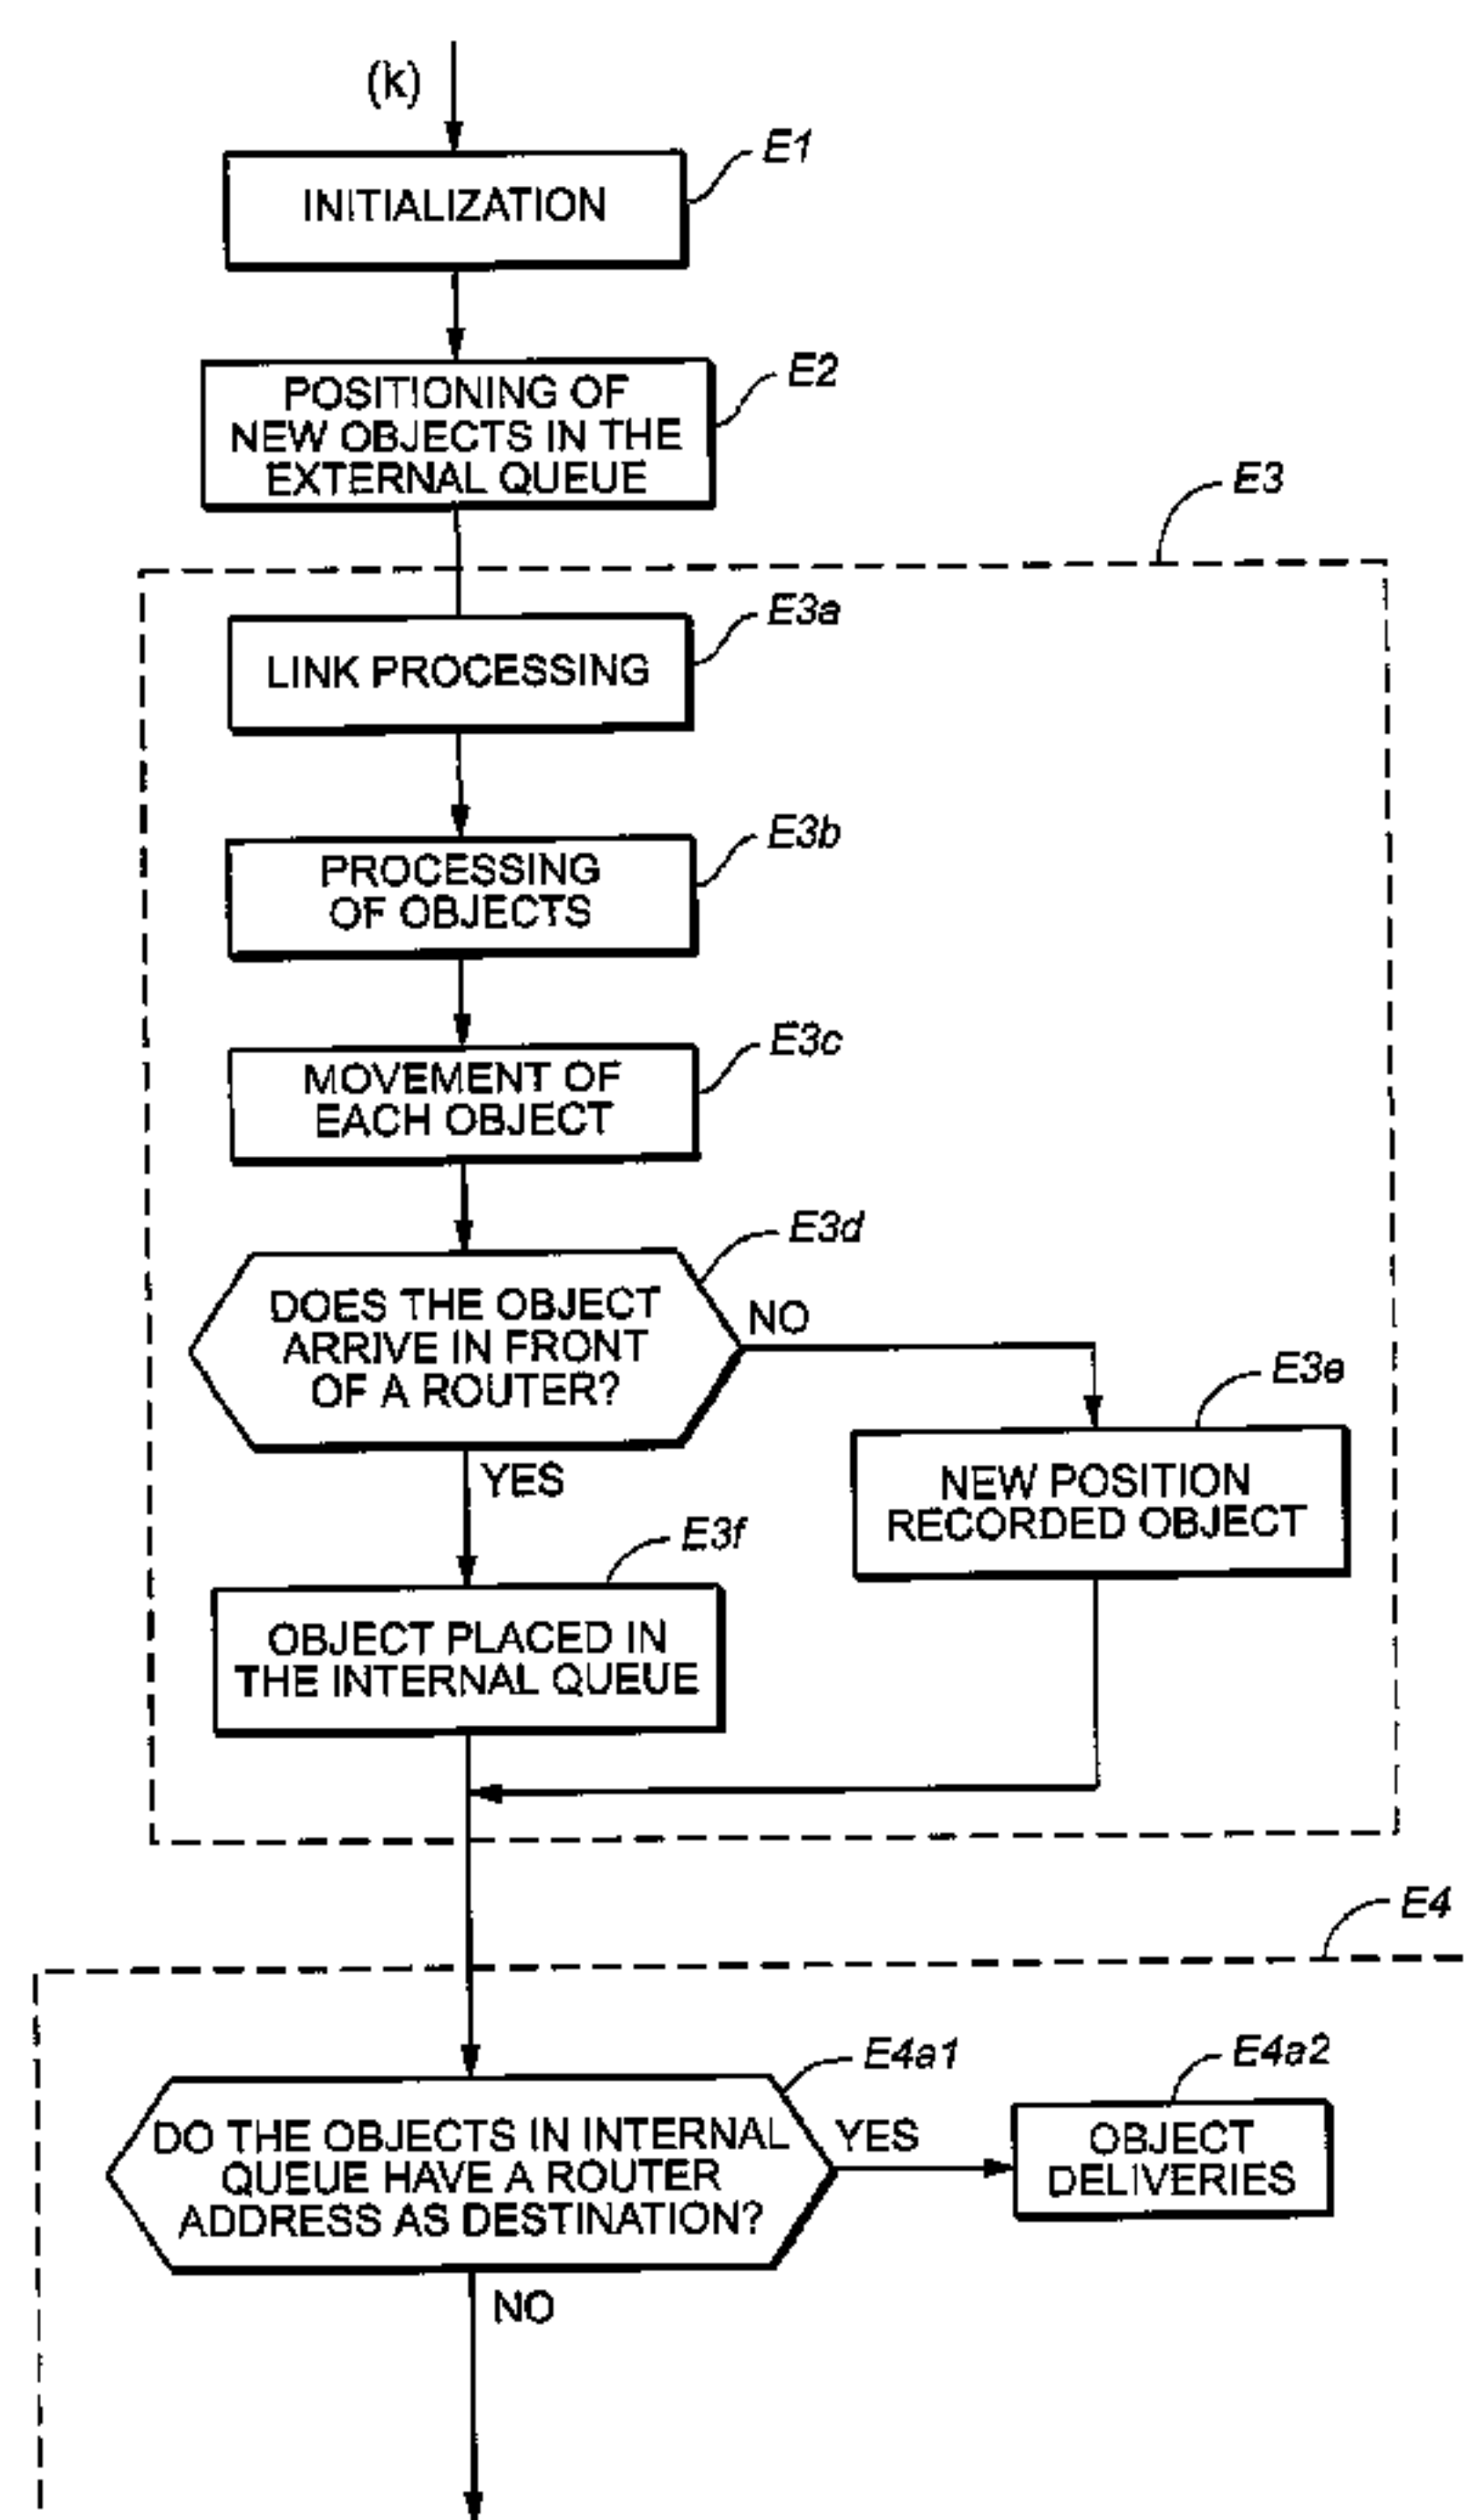 (k)
E1
INITIALIZATION
E2
POSITIONING OF
NEW OBJECTS IN THE
EXTERNAL QUEUE
E3
E3a
LINK PROCESSING
E3b
PROCESSING
OF OBJECTS
E3c
MOVEMENT OF
EACH OBJECT
E3d
DOES THE OBJECT
ARRIVE IN FRONT
OF A ROUTER?
NO
E3e
NEW POSITION
RECORDED OBJECT
YES
E3f
OBJECT PLACED IN
THE INTERNAL QUEUE
E4
E4a1
DO THE OBJECTS IN INTERNAL
QUEUE HAVE A ROUTER
ADDRESS AS DESTINATION?
YES
E4a2
OBJECT
DELIVERIES
NO